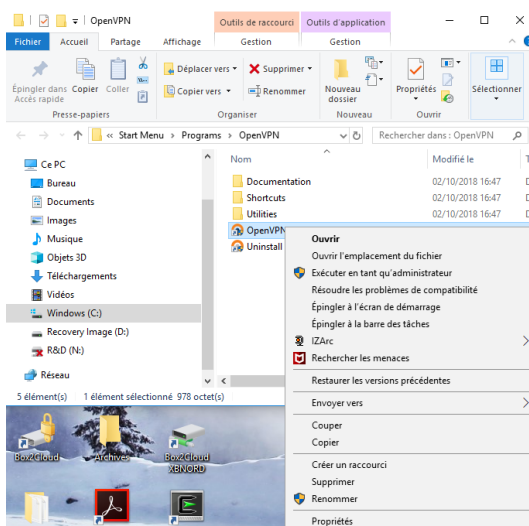 OpenVPN
Outils de raccourci
Outils d'application
Fichier
Accueil
Partage
Affichage
Gestion
Gestion
Épingler dans
Accès rapide
Copier
Coller
Déplacer vers
Copier vers
Supprimer
Renommer
Nouveau
dossier
Propriétés
Sélectionner
Presse-papiers
Organiser
Nouveau
Ouvrir
« Start Menu > Programs > OpenVPN
Rechercher dans : OpenVPN
Ce PC
Bureau
Documents
Images
Musique
Objets 3D
Téléchargements
Vidéos
Windows (C:)
Recovery Image (D:)
R&D (N:)
Réseau
Nom
Modifié le
Documentation
02/10/2018 16:47
Shortcuts
02/10/2018 16:47
Utilities
02/10/2018 16:47
OpenVPN
Uninstall
Ouvrir
Ouvrir l'emplacement du fichier
Exécuter en tant qu'administrateur
Résoudre les problèmes de compatibilité
Épingler à l'écran de démarrage
Épingler à la barre des tâches
IZArc
Rechercher les menaces
Restaurer les versions précédentes
Envoyer vers
Couper
Copier
Créer un raccourci
Supprimer
Renommer
Propriétés
5 élément(s)
1 élément sélectionné 978 octet(s)
Box2Cloud
Archives
Box2Cloud
XBNORD